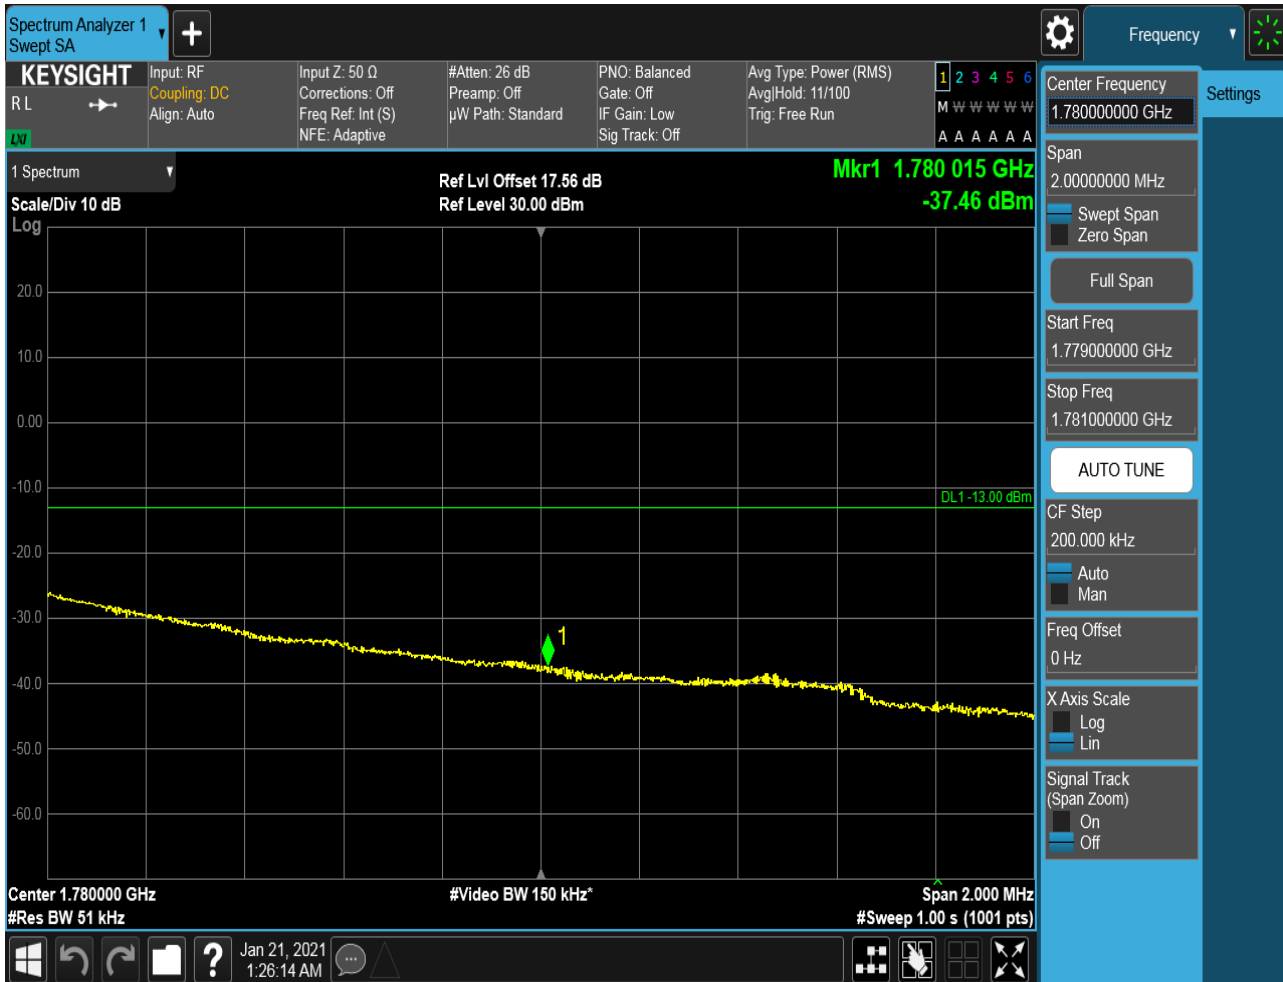 Spectrum Analyzer 1
Swept SA
Frequency
KEYSIGHT
R L
LXI
Input: RF
Coupling: DC
Align: Auto
Input Z: 50 Ω
Corrections: Off
Freq Ref: Int (S)
NFE: Adaptive
#Atten: 26 dB
Preamp: Off
µW Path: Standard
PNO: Balanced
Gate: Off
IF Gain: Low
Sig Track: Off
Avg Type: Power (RMS)
Avg|Hold: 11/100
Trig: Free Run
1 2 3 4 5 6
M W W W W W
A A A A A A
1 Spectrum
Scale/Div 10 dB
Log
Ref Lvl Offset 17.56 dB
Ref Level 30.00 dBm
Mkr1 1.780 015 GHz
-37.46 dBm
20.0
10.0
0.00
-10.0
DL1 -13.00 dBm
-20.0
-30.0
1
-40.0
-50.0
-60.0
Center 1.780000 GHz
#Video BW 150 kHz*
Span 2.000 MHz
#Res BW 51 kHz
#Sweep 1.00 s (1001 pts)
Jan 21, 2021
1:26:14 AM
Center Frequency
1.780000000 GHz
Settings
Span
2.00000000 MHz
Swept Span
Zero Span
Full Span
Start Freq
1.779000000 GHz
Stop Freq
1.781000000 GHz
AUTO TUNE
CF Step
200.000 kHz
Auto
Man
Freq Offset
0 Hz
X Axis Scale
Log
Lin
Signal Track
(Span Zoom)
On
Off